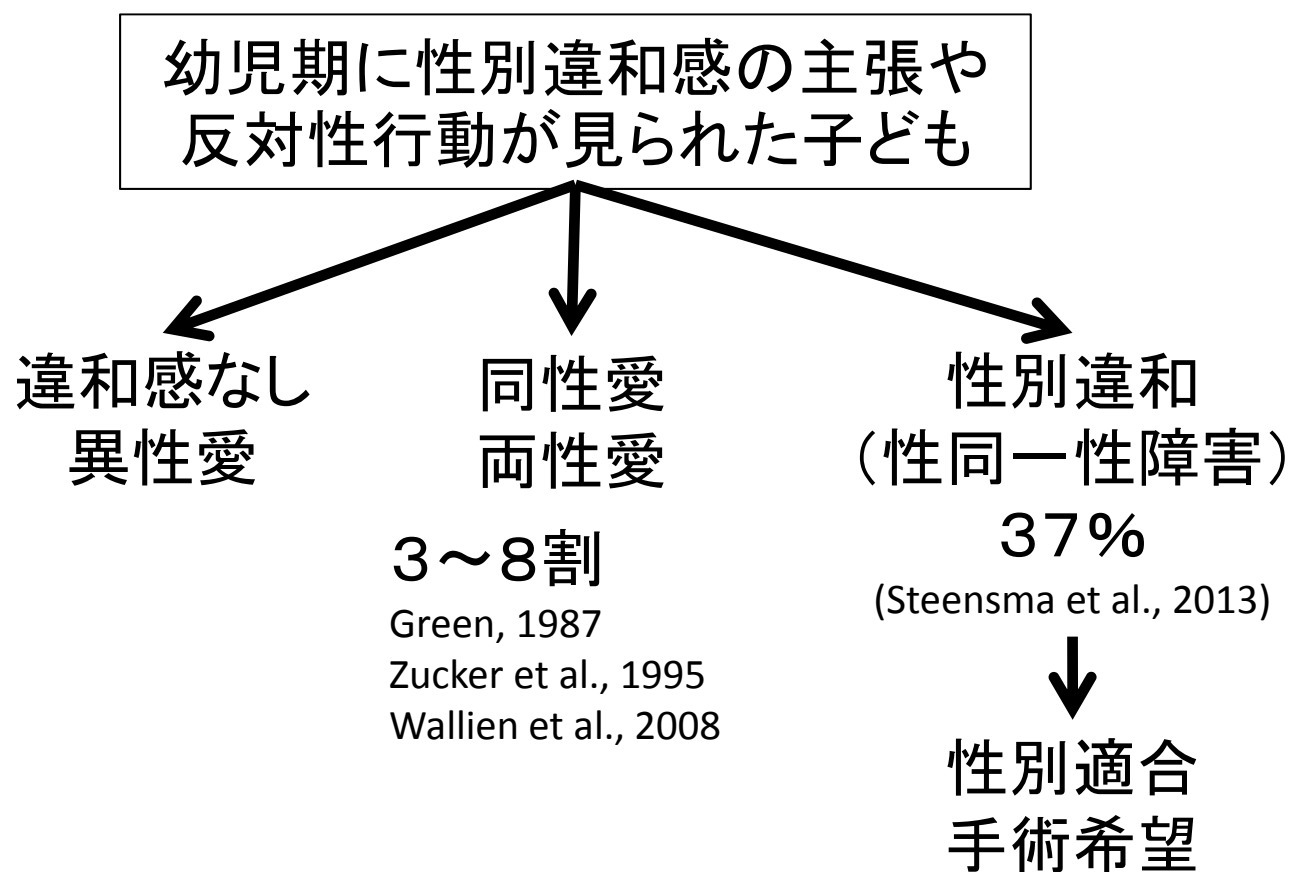 幼児期に性別違和感の主張や
反対性行動が見られた子ども
違和感なし
異性愛
同性愛
両性愛
3~8割
Green, 1987
Zucker et al., 1995
Wallien et al., 2008
性別違和
(性同一性障害)
37%
(Steensma et al., 2013)
性別適合
手術希望